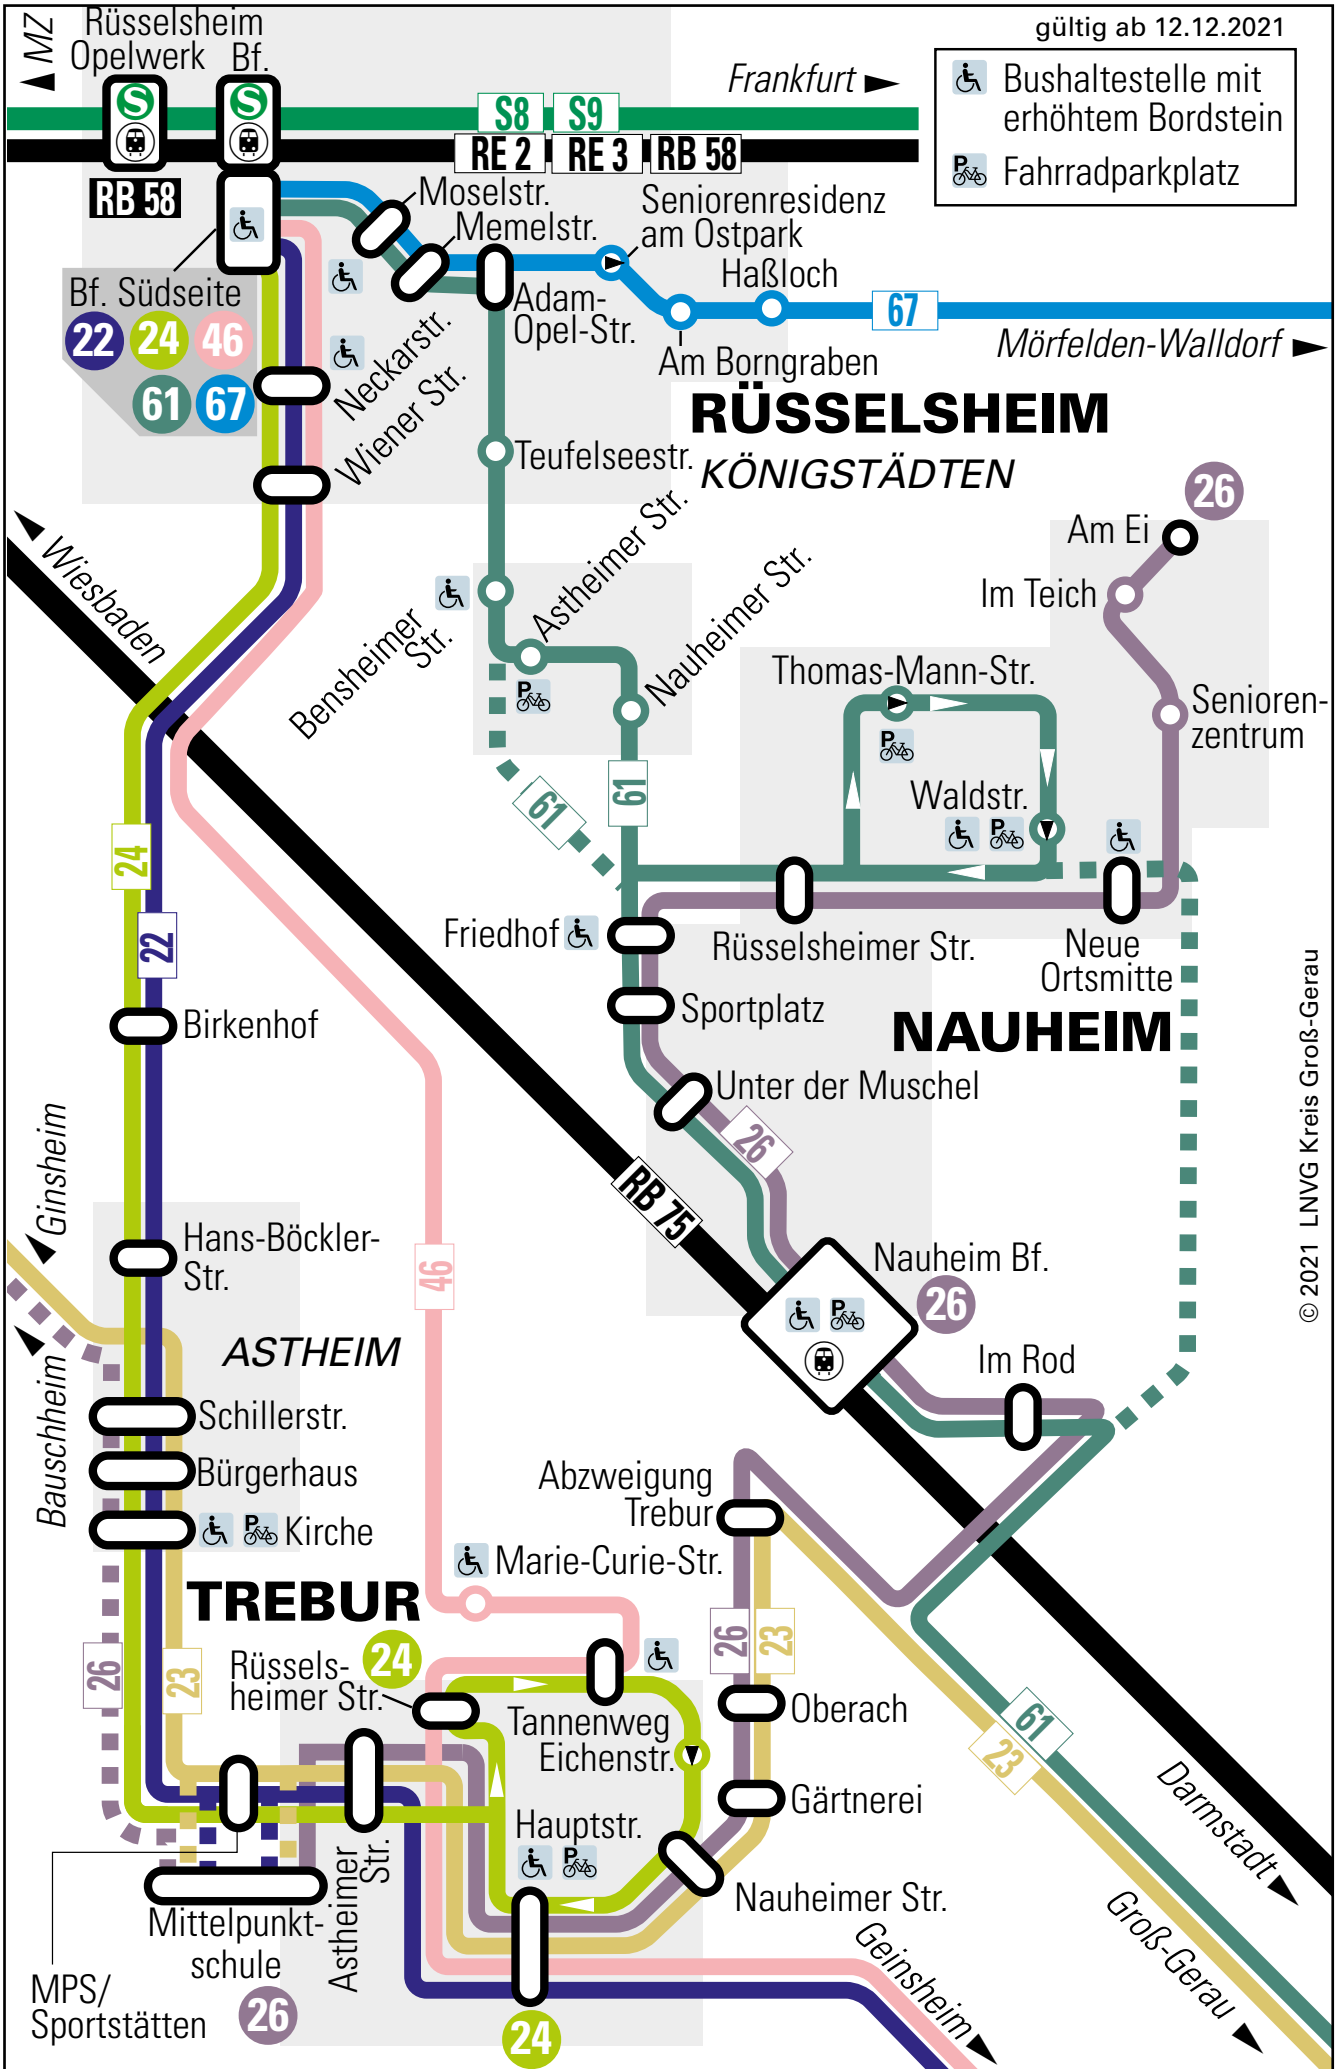 gültig ab 12.12.2021
MZ
Rüsselsheim
Opelwerk
Bf.
Frankfurt
Bushaltestelle mit
erhöhtem Bordstein
P
Fahrradparkplatz
S
S
S8
S9
RE 2
RE 3
RB 58
RB 58
Moselstr.
Memelstr.
Seniorenresidenz
am Ostpark
Haßloch
Adam-
Opel-Str.
67
Mörfelden-Walldorf
Am Borngraben
Bf. Südseite
22
24
46
61
67
Neckarstr.
Wiener Str.
RÜSSELSHEIM
KÖNIGSTÄDTEN
Teufelseestr.
26
Am Ei
Im Teich
Wiesbaden
Bensheimer
Str.
Astheimer Str.
P
Nauheimer Str.
Thomas-Mann-Str.
P
Senioren-
zentrum
61
61
Waldstr.
P
24
22
Friedhof
Rüsselsheimer Str.
Neue
Ortsmitte
Sportplatz
NAUHEIM
Birkenhof
Unter der Muschel
26
Ginsheim
RB 75
Hans-Böckler-
Str.
46
Nauheim Bf.
P
26
ASTHEIM
Bauschheim
Im Rod
Schillerstr.
Bürgerhaus
P
Kirche
Abzweigung
Trebur
Marie-Curie-Str.
TREBUR
26
23
Rüssels-
heimer Str.
24
26
23
Tannenweg
Eichenstr.
Oberach
Gärtnerei
61
23
Hauptstr.
P
Nauheimer Str.
Astheimer
Str.
Mittelpunkt-
schule
26
MPS/
Sportstätten
24
Geinsheim
Groß-Gerau
Darmstadt
© 2021 LNVG Kreis Groß-Gerau